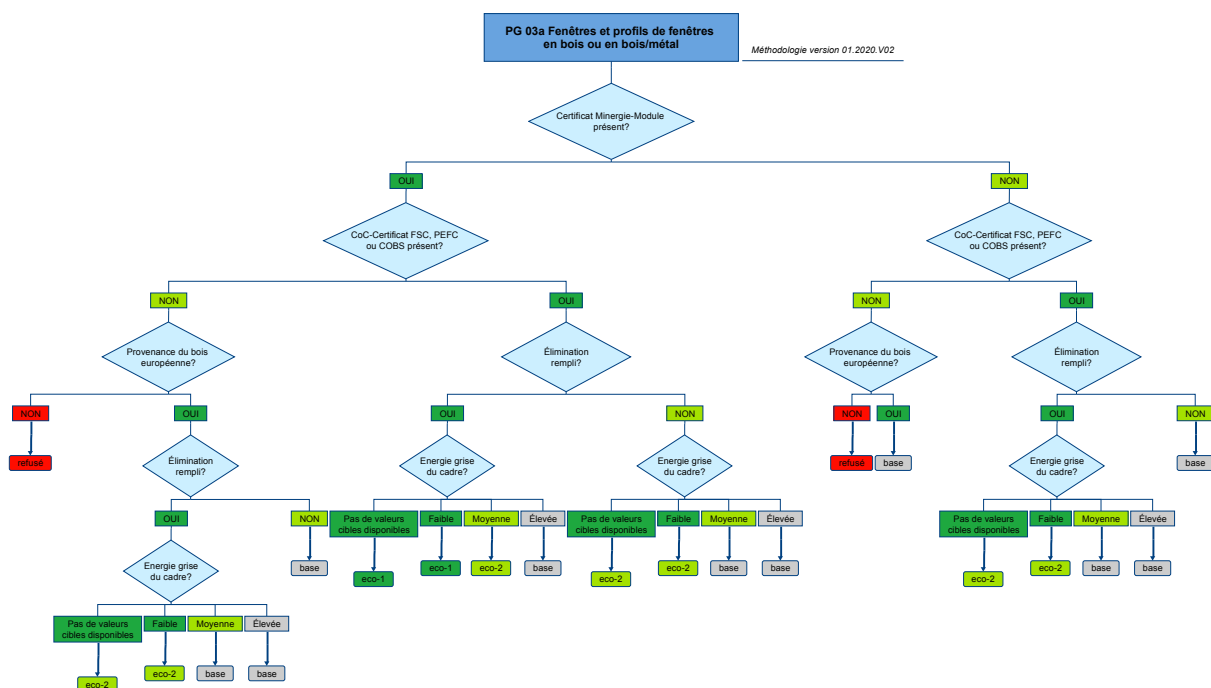 PG 03a Fenêtres et profils de fenêtres
en bois ou en bois/métal
Méthodologie version 01.2020.V02
Certificat Minergie-Module
présent?
OUI
NON
CoC-Certificat FSC, PEFC
ou COBS présent?
CoC-Certificat FSC, PEFC
ou COBS présent?
NON
OUI
NON
OUI
Provenance du bois
européenne?
Élimination
rempli?
Provenance du bois
européenne?
Élimination
rempli?
NON
OUI
OUI
NON
NON
OUI
OUI
NON
refusé
Élimination
rempli?
Energie grise
du cadre?
Energie grise
du cadre?
refusé
base
Energie grise
du cadre?
base
OUI
NON
Pas de valeurs
cibles disponibles
Faible
Moyenne
Élevée
Pas de valeurs
cibles disponibles
Faible
Moyenne
Élevée
Pas de valeurs
cibles disponibles
Faible
Moyenne
Élevée
Energie grise
du cadre?
base
eco-1
eco-1
eco-2
base
eco-2
eco-2
base
base
eco-2
eco-2
base
base
Pas de valeurs
cibles disponibles
Faible
Moyenne
Élevée
eco-2
eco-2
base
base